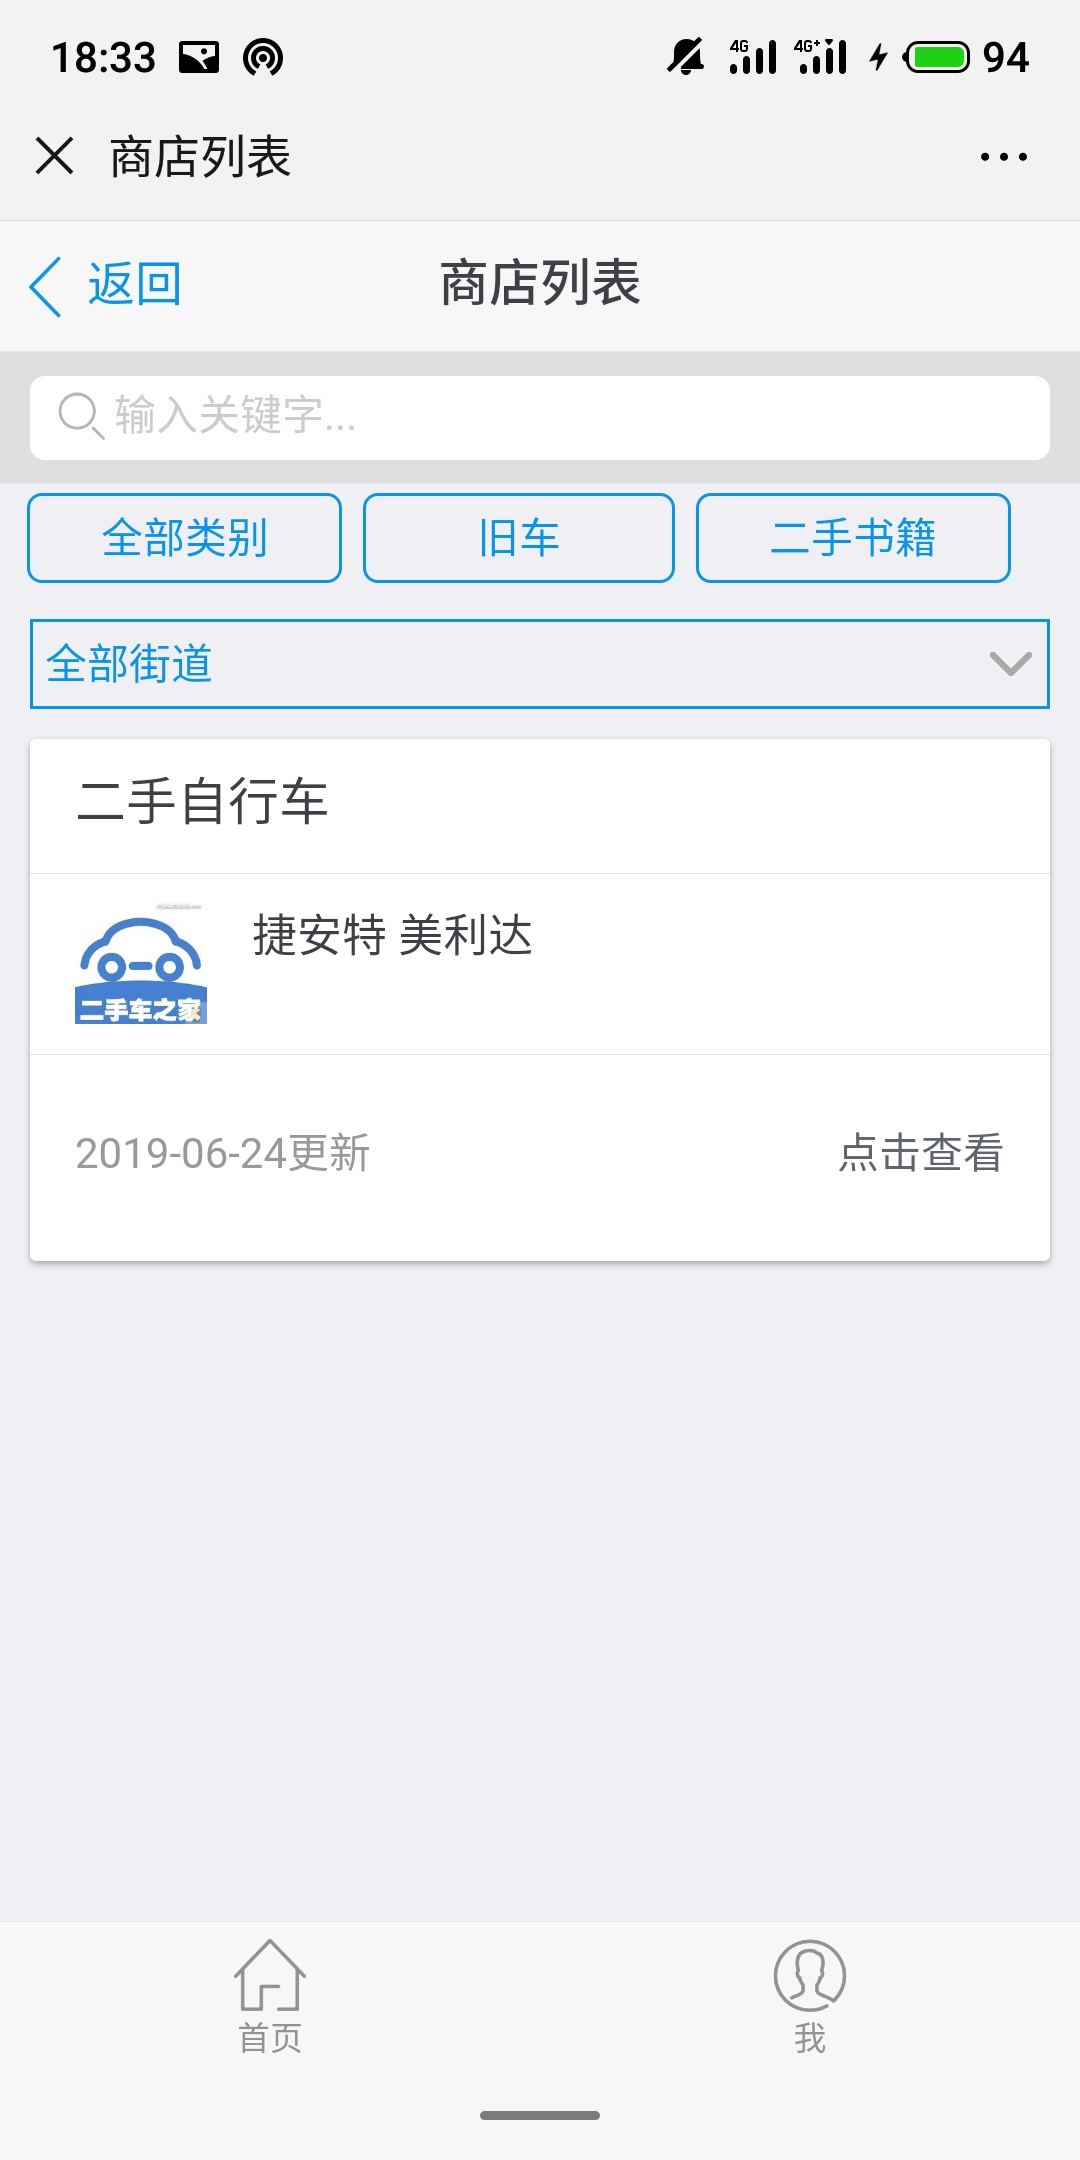 18:33
4G 4G+ 94
商店列表
返回 商店列表
输入关键字...
全部类别 旧车 二手书籍
全部街道
二手自行车
捷安特 美利达
二手车之家
2019-06-24更新 点击查看
首页 我